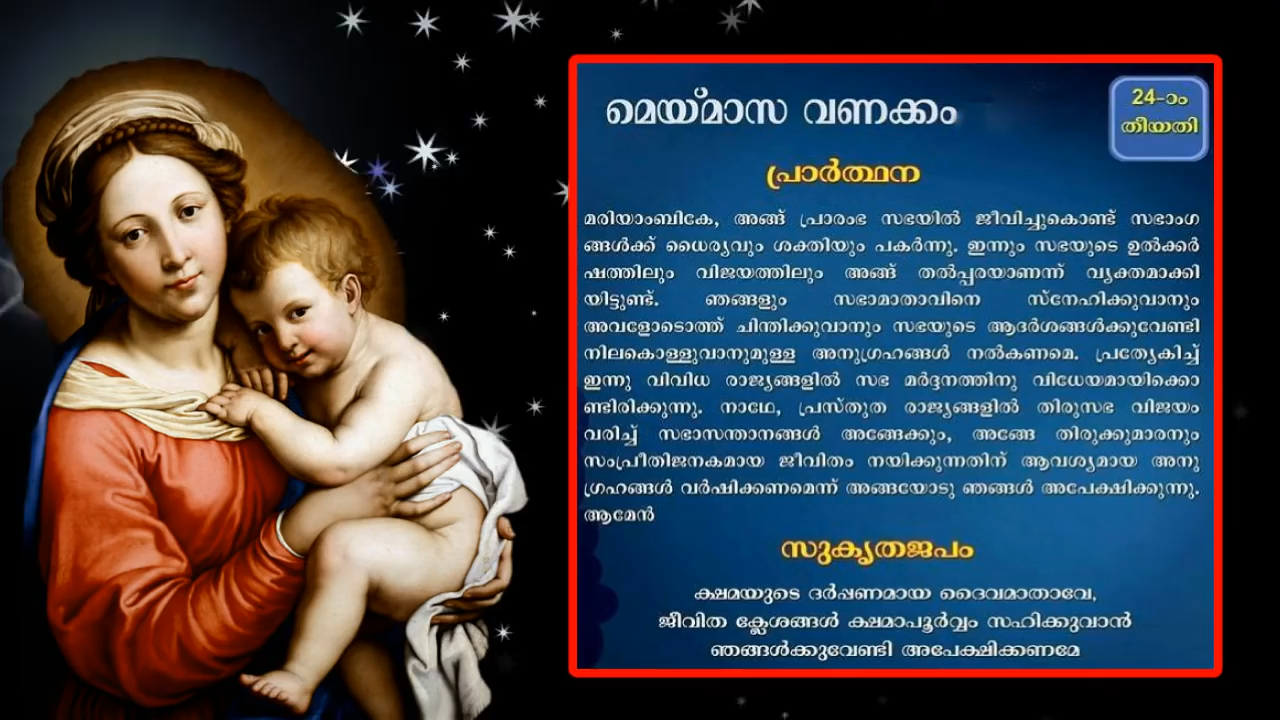 മെയ്മാസ വണക്കം
24-ാം
തീയതി
പ്രാർത്ഥന
മരിയാംബികേ, അങ്ങ് പ്രാരംഭ സഭയിൽ ജീവിച്ചുകൊണ്ട് സഭാംഗ
ങ്ങൾക്ക് ധൈര്യവും ശക്തിയും പകർന്നു. ഇന്നും സഭയുടെ ഉൽക്കർ
ഷത്തിലും വിജയത്തിലും അങ്ങ് തൽപ്പരയാണന്ന് വ്യക്തമാക്കി
യിട്ടുണ്ട്. ഞങ്ങളും സഭാമാതാവിനെ സ്നേഹിക്കുവാനും
അവളോടൊത്ത് ചിന്തിക്കുവാനും സഭയുടെ ആദർശങ്ങൾക്കുവേണ്ടി
നിലകൊള്ളുവാനുമുള്ള അനുഗ്രഹങ്ങൾ നൽകണമെ. പ്രത്യേകിച്ച്
ഇന്നു വിവിധ രാജ്യങ്ങളിൽ സഭ മർദ്ദനത്തിനു വിധേയമായിക്കൊ
ണ്ടിരിക്കുന്നു. നാഥേ, പ്രസ്തുത രാജ്യങ്ങളിൽ തിരുസഭ വിജയം
വരിച്ച് സഭാസന്താനങ്ങൾ അങ്ങേക്കും, അങ്ങേ തിരുക്കുമാരനും
സംപ്രീതിജനകമായ ജീവിതം നയിക്കുന്നതിന് ആവശ്യമായ അനു
ഗ്രഹങ്ങൾ വർഷിക്കണമെന്ന് അങ്ങയോടു ഞങ്ങൾ അപേക്ഷിക്കുന്നു.
ആമേൻ
സുകൃതജപം
ക്ഷമയുടെ ദർപ്പണമായ ദൈവമാതാവേ,
ജീവിത ക്ലേശങ്ങൾ ക്ഷമാപൂർവ്വം സഹിക്കുവാൻ
ഞങ്ങൾക്കുവേണ്ടി അപേക്ഷിക്കണമേ